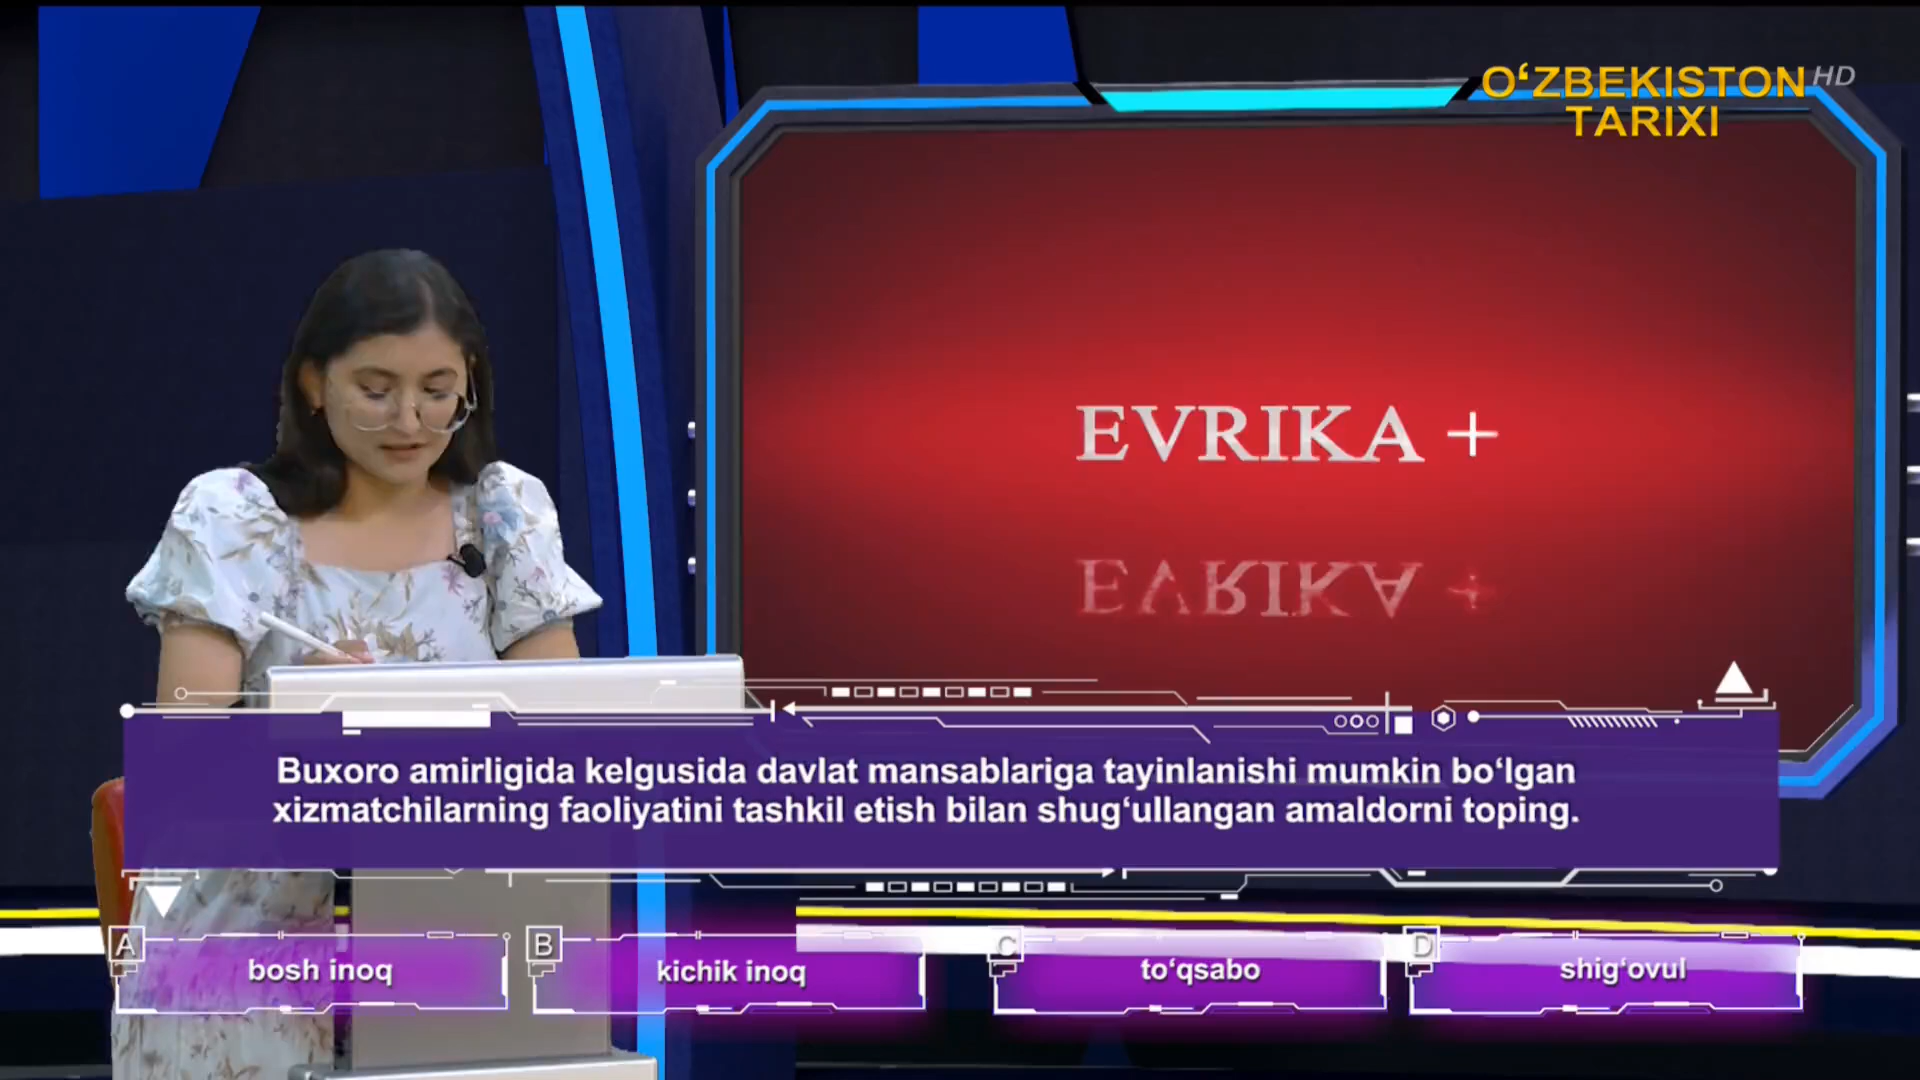 O‘ZBEKISTON HD
TARIXI
EVRIKA +
Buxoro amirligida kelgusida davlat mansablariga tayinlanishi mumkin bo‘lgan
xizmatchilarning faoliyatini tashkil etish bilan shug‘ullangan amaldorni toping.
A bosh inoq
B kichik inoq
C to‘qsabo
D shig‘ovul